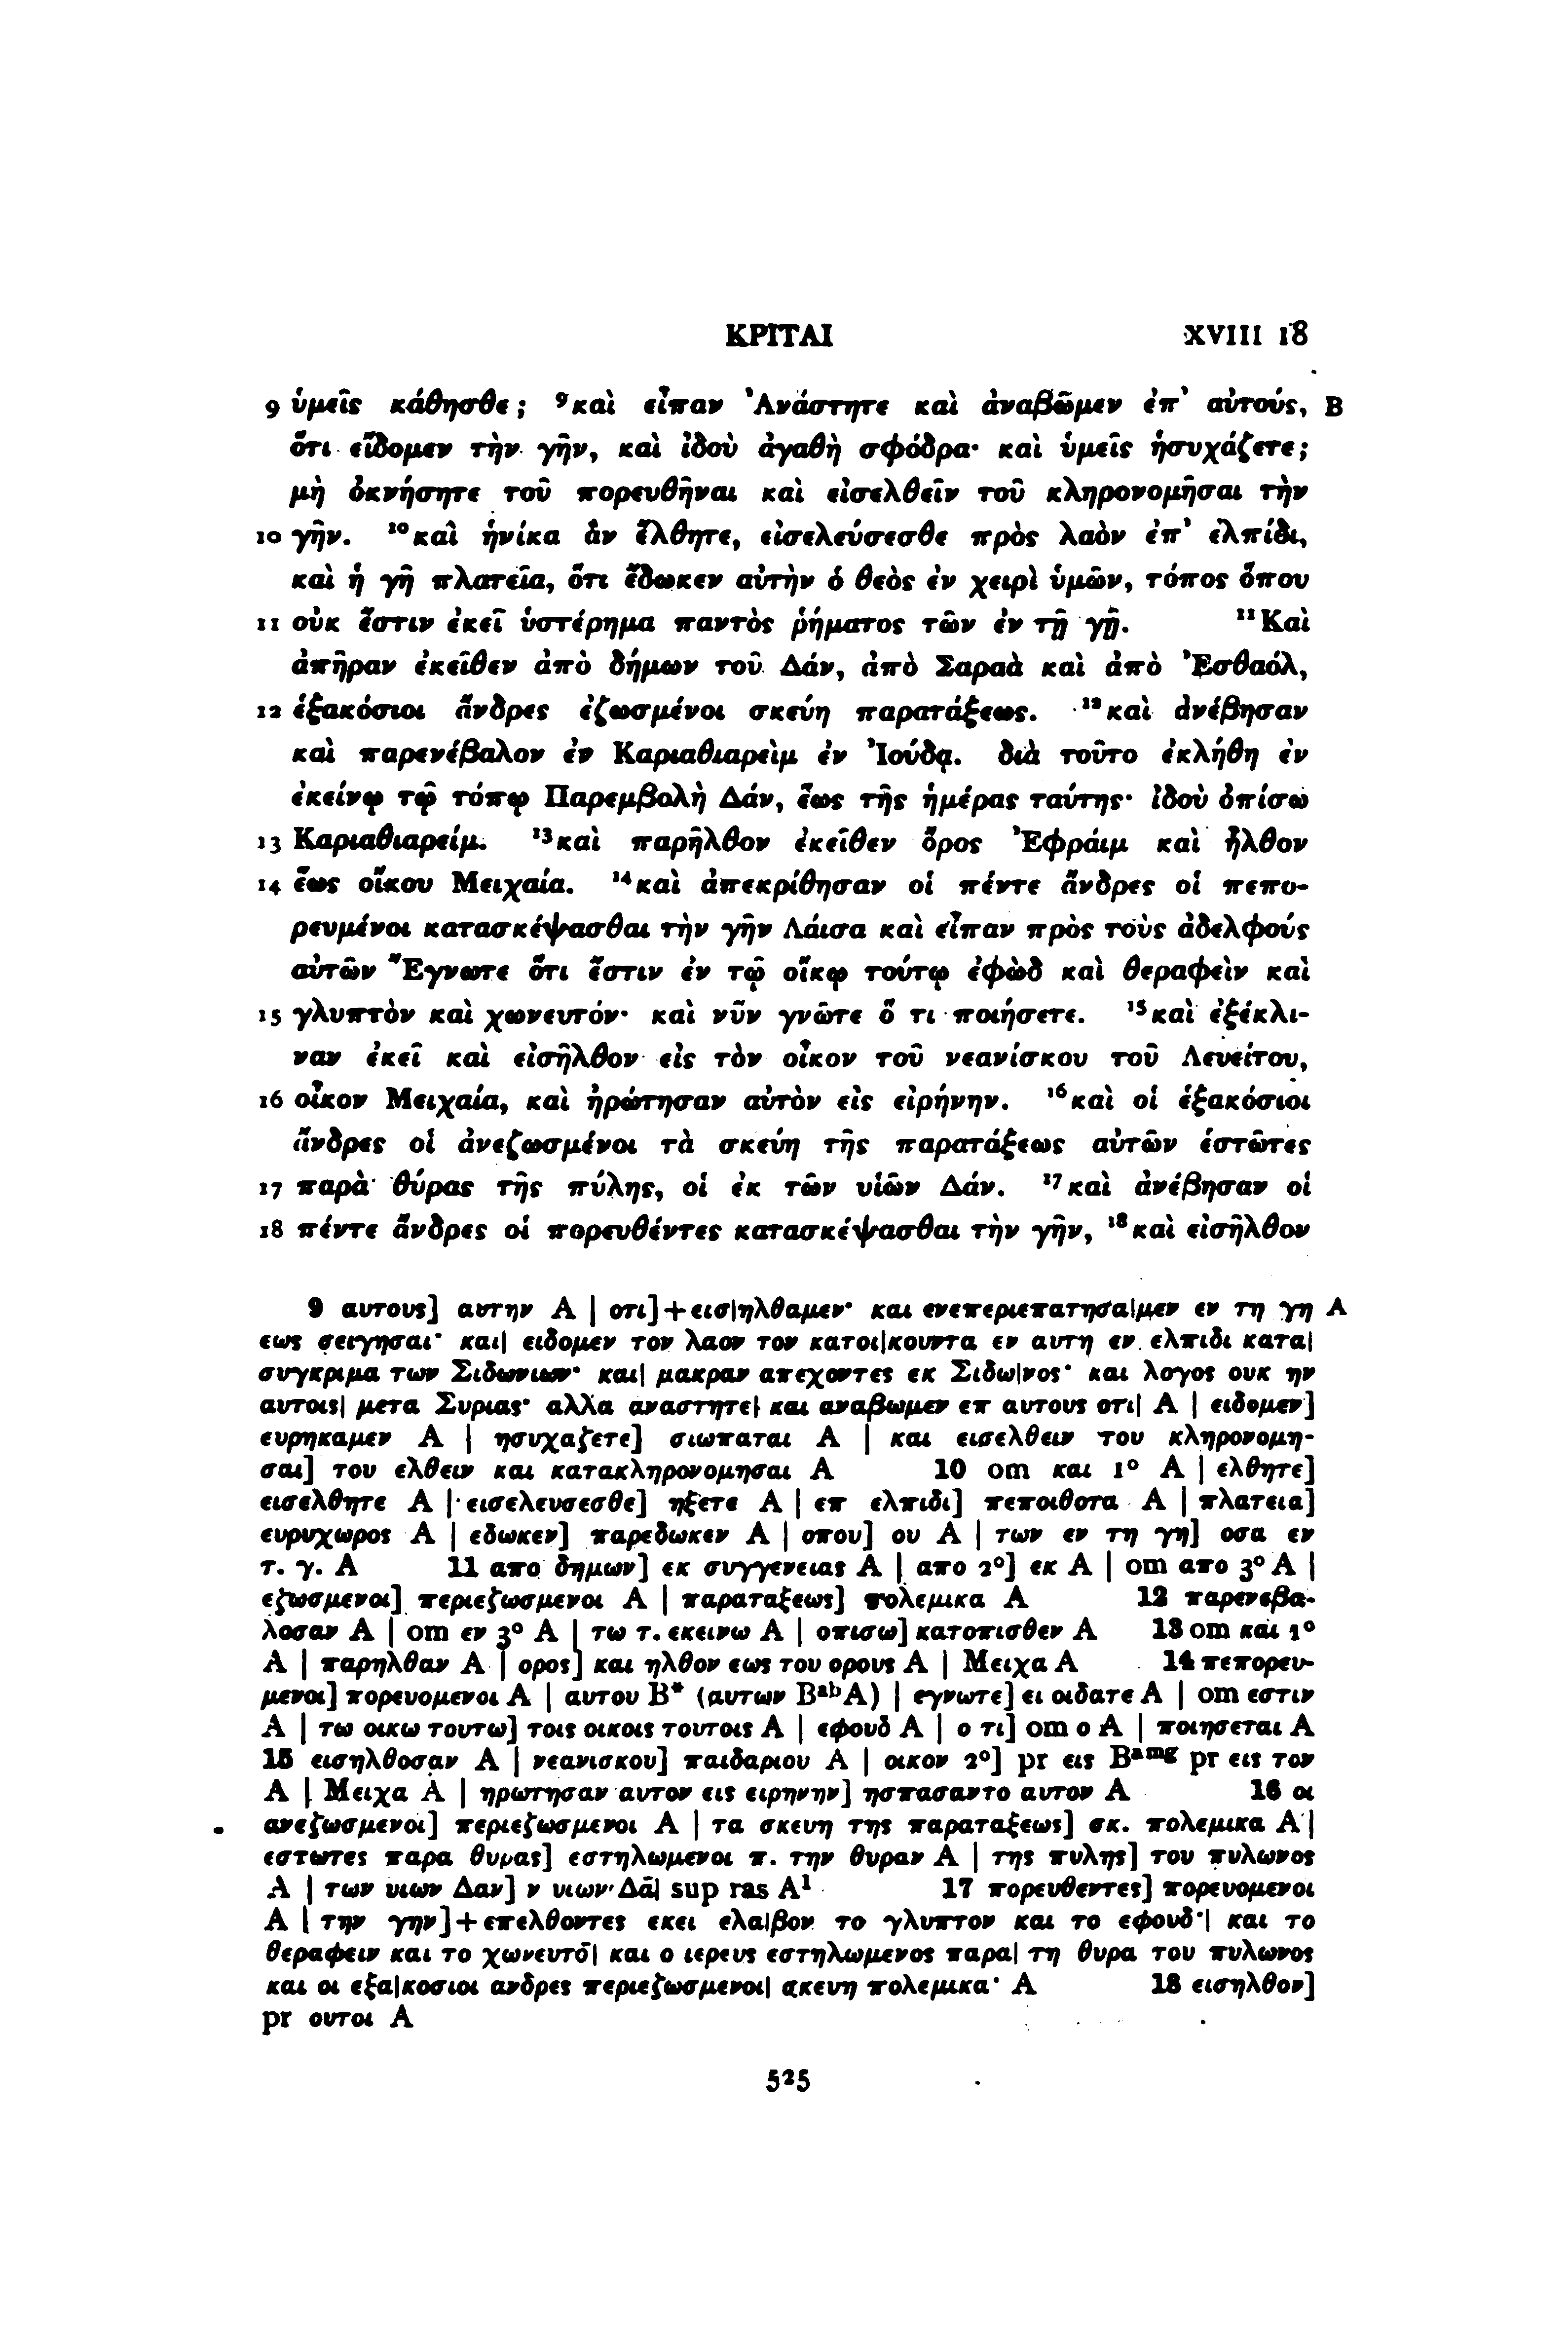 ΚΡΙΤΑΙ XVIII 18
9 ὑμεῖς κάθησθε; ⁹καὶ εἶπαν Ἀνάστητε καὶ ἀναβῶμεν ἐπ᾽ αὐτούς, B
ὅτι εἴδομεν τὴν γῆν, καὶ ἰδοὺ ἀγαθὴ σφόδρα· καὶ ὑμεῖς ἡσυχάζετε;
μὴ ὀκνήσητε τοῦ πορευθῆναι καὶ εἰσελθεῖν τοῦ κληρονομῆσαι τὴν
10 γῆν. ¹⁰καὶ ἡνίκα ἂν ἔλθητε, εἰσελεύσεσθε πρὸς λαὸν ἐπ᾽ ἐλπίδι,
καὶ ἡ γῆ πλατεῖα, ὅτι ἔδωκεν αὐτὴν ὁ θεὸς ἐν χειρὶ ὑμῶν, τόπος ὅπου
11 οὐκ ἔστιν ἐκεῖ ὑστέρημα παντὸς ῥήματος τῶν ἐν τῇ γῇ. ¹¹Καὶ
ἀπῆραν ἐκεῖθεν ἀπὸ δήμων τοῦ Δάν, ἀπὸ Σαραὰ καὶ ἀπὸ Ἐσθαόλ,
12 ἑξακόσιοι ἄνδρες ἐζωσμένοι σκεύη παρατάξεως. ¹²καὶ ἀνέβησαν
καὶ παρενέβαλον ἐν Καριαθιαρεὶμ ἐν Ἰούδᾳ. διὰ τοῦτο ἐκλήθη ἐν
ἐκείνῳ τῷ τόπῳ Παρεμβολὴ Δάν, ἕως τῆς ἡμέρας ταύτης· ἰδοὺ ὀπίσω
13 Καριαθιαρείμ. ¹³καὶ παρῆλθον ἐκεῖθεν ὄρος Ἐφράιμ καὶ ἦλθον
14 ἕως οἴκου Μειχαία. ¹⁴καὶ ἀπεκρίθησαν οἱ πέντε ἄνδρες οἱ πεπο-
ρευμένοι κατασκέψασθαι τὴν γῆν Λάισα καὶ εἶπαν πρὸς τοὺς ἀδελφοὺς
αὐτῶν Ἔγνωτε ὅτι ἔστιν ἐν τῷ οἴκῳ τούτῳ ἐφὼδ καὶ θεραφεὶν καὶ
15 γλυπτὸν καὶ χωνευτόν· καὶ νῦν γνῶτε ὅ τι ποιήσετε. ¹⁵καὶ ἐξέκλι-
ναν ἐκεῖ καὶ εἰσῆλθον εἰς τὸν οἶκον τοῦ νεανίσκου τοῦ Λευείτου,
16 οἶκον Μειχαία, καὶ ἠρώτησαν αὐτὸν εἰς εἰρήνην. ¹⁶καὶ οἱ ἑξακόσιοι
ἄνδρες οἱ ἀνεζωσμένοι τὰ σκεύη τῆς παρατάξεως αὐτῶν ἑστῶτες
17 παρὰ θύρας τῆς πύλης, οἱ ἐκ τῶν υἱῶν Δάν. ¹⁷καὶ ἀνέβησαν οἱ
18 πέντε ἄνδρες οἱ πορευθέντες κατασκέψασθαι τὴν γῆν, ¹⁸καὶ εἰσῆλθον
9 αυτους] αυτην A | οτι]+εισ|ηλθαμεν· και ενεπεριεπατησα|μεν εν τη γη A
εως σειγησαι· και| ειδομεν τον λαον τον κατοι|κουντα εν αυτη εν ελπιδι κατα|
συγκριμα των Σιδωνιων· και| μακραν απεχοντες εκ Σιδω|νος· και λογος ουκ ην
αυτοις| μετα Συριας· αλλα αναστητε| και αναβωμεν επ αυτους οτι| A | ειδομεν]
ευρηκαμεν A | ησυχαζετε] σιωπαται A | και εισελθειν του κληρονομη-
σαι] του ελθειν και κατακληρονομησαι A 10 om και 1° A | ελθητε]
εισελθητε A | εισελευσεσθε] ηξετε A | επ ελπιδι] πεποιθοτα A | πλατεια]
ευρυχωρος A | εδωκεν] παρεδωκεν A | οπου] ου A | των εν τη γη] οσα εν
τ. γ. A 11 απο δημων] εκ συγγενειας A | απο 2°] εκ A | om απο 3° A |
εζωσμενοι] περιεζωσμενοι A | παραταξεως] πολεμικα A 12 παρενεβα-
λοσαν A | om εν 3° A | τω τ. εκεινω A | οπισω] κατοπισθεν A 13 om και 1°
A | παρηλθαν A | ορος] και ηλθον εως του ορους A | Μειχα A 14 πεπορευ-
μενοι] πορευομενοι A | αυτου B* (αυτων BᵃᵇA) | εγνωτε] ει οιδατε A | om εστιν
A | τω οικω τουτω] τοις οικοις τουτοις A | εφουδ A | ο τι] om ο A | ποιησεται A
15 εισηλθοσαν A | νεανισκου] παιδαριου A | οικον 2°] pr εις Bᵃᵐᵍ pr εις τον
A | Μειχα A | ηρωτησαν αυτον εις ειρηνην] ησπασαντο αυτον A 16 οι
ανεζωσμενοι] περιεζωσμενοι A | τα σκευη της παραταξεως] σκ. πολεμικα A |
εστωτες παρα θυρας] εστηλωμενοι π. την θυραν A | της πυλης] του πυλωνος
A | των υιων Δαν] ν υιων Δα̅| sup ras A¹ 17 πορευθεντες] πορευομενοι
A | την γην]+επελθοντες εκει ελα|βον το γλυπτον και το εφουδ·| και το
θεραφειν και το χωνευτο̅| και ο ιερευς εστηλωμενος παρα| τη θυρα του πυλωνος
και οι εξα|κοσιοι ανδρες περιεζωσμενοι| σκευη πολεμικα· A 18 εισηλθον]
pr ουτοι A
525